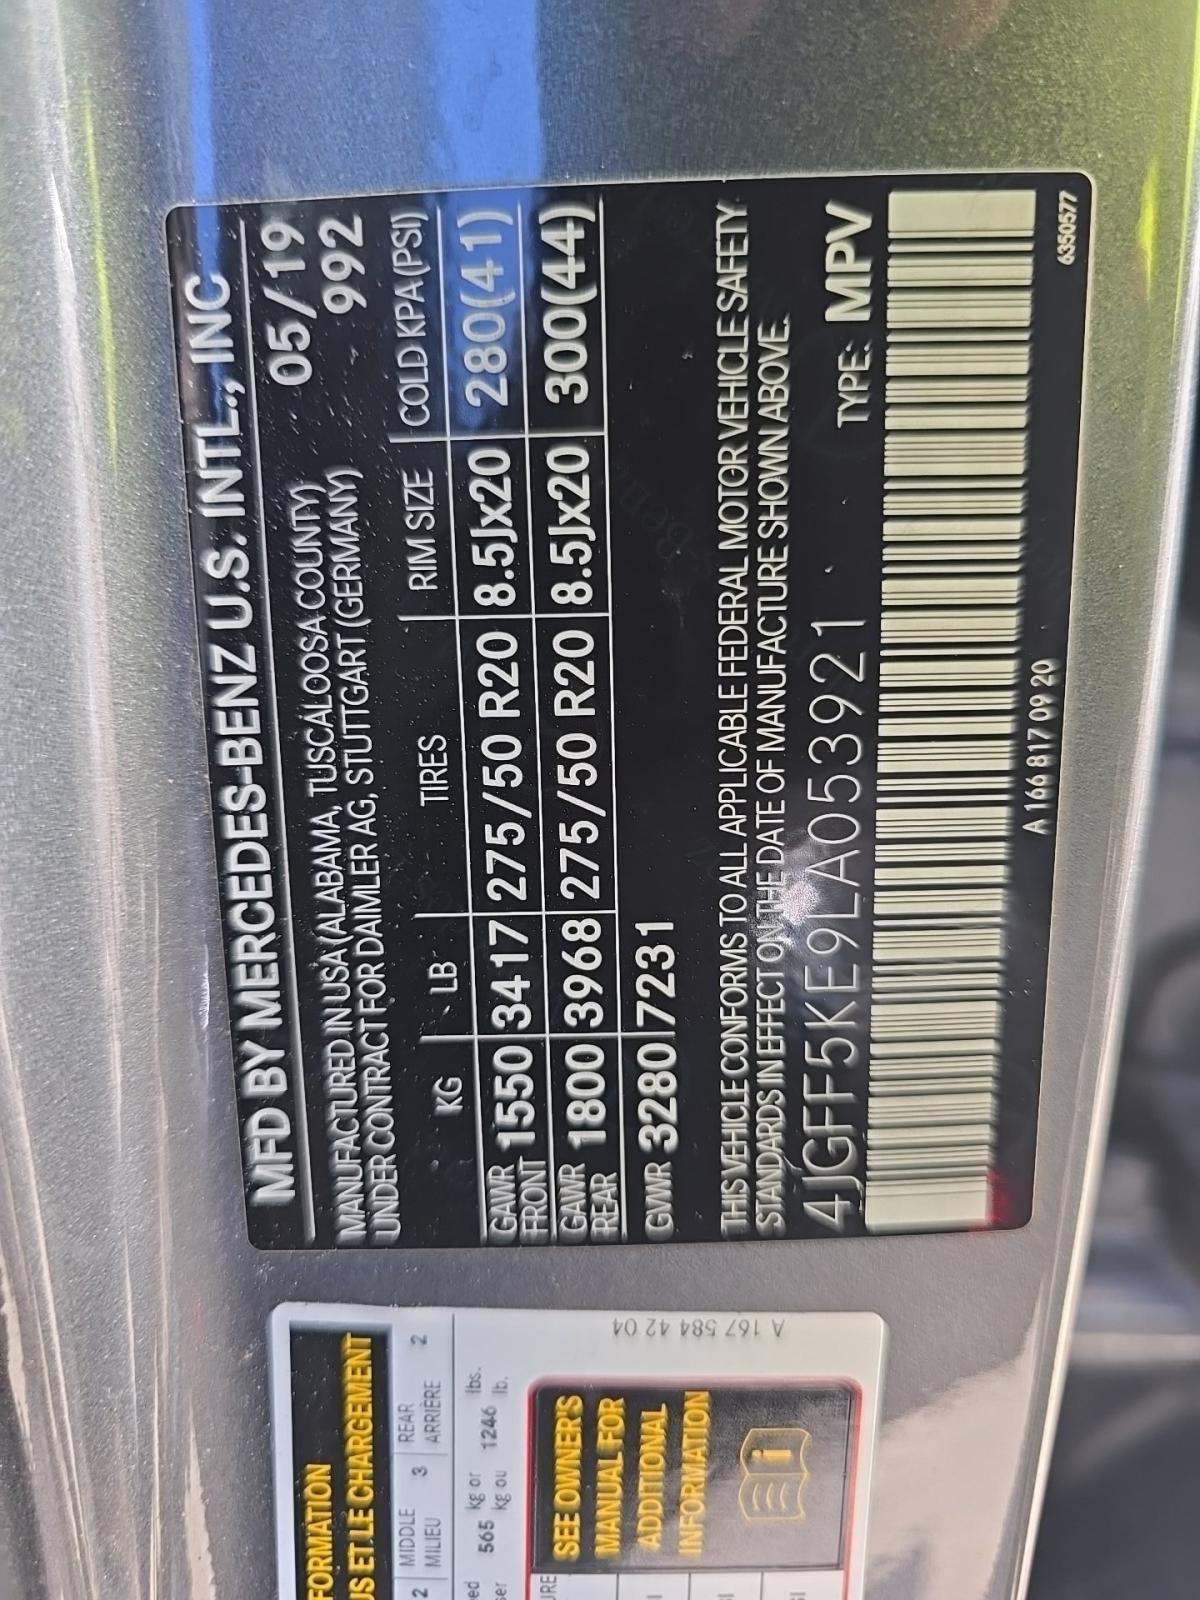 MFD BY MERCEDES-BENZ U.S. INTL., INC
MANUFACTURED IN USA (ALABAMA, TUSCALOOSA COUNTY) 05/19
UNDER CONTRACT FOR DAIMLER AG, STUTTGART (GERMANY) 992
KG LB TIRES RIM SIZE COLD KPA (PSI)
GAWR FRONT 1550 3417 275/50 R20 8.5Jx20 280(41)
GAWR REAR 1800 3968 275/50 R20 8.5Jx20 300(44)
GVWR 3280 7231
THIS VEHICLE CONFORMS TO ALL APPLICABLE FEDERAL MOTOR VEHICLE SAFETY
STANDARDS IN EFFECT ON THE DATE OF MANUFACTURE SHOWN ABOVE.
4JGFF5KE9LA053921 TYPE: MPV
A 166 817 09 20 6350577
FORMATION
ET LE CHARGEMENT
2 MIDDLE 3 REAR 2
MILIEU ARRIÈRE
565 kg or 1246 lbs.
kg ou lb.
SEE OWNER'S
MANUAL FOR
ADDITIONAL
INFORMATION
A 167 584 42 04